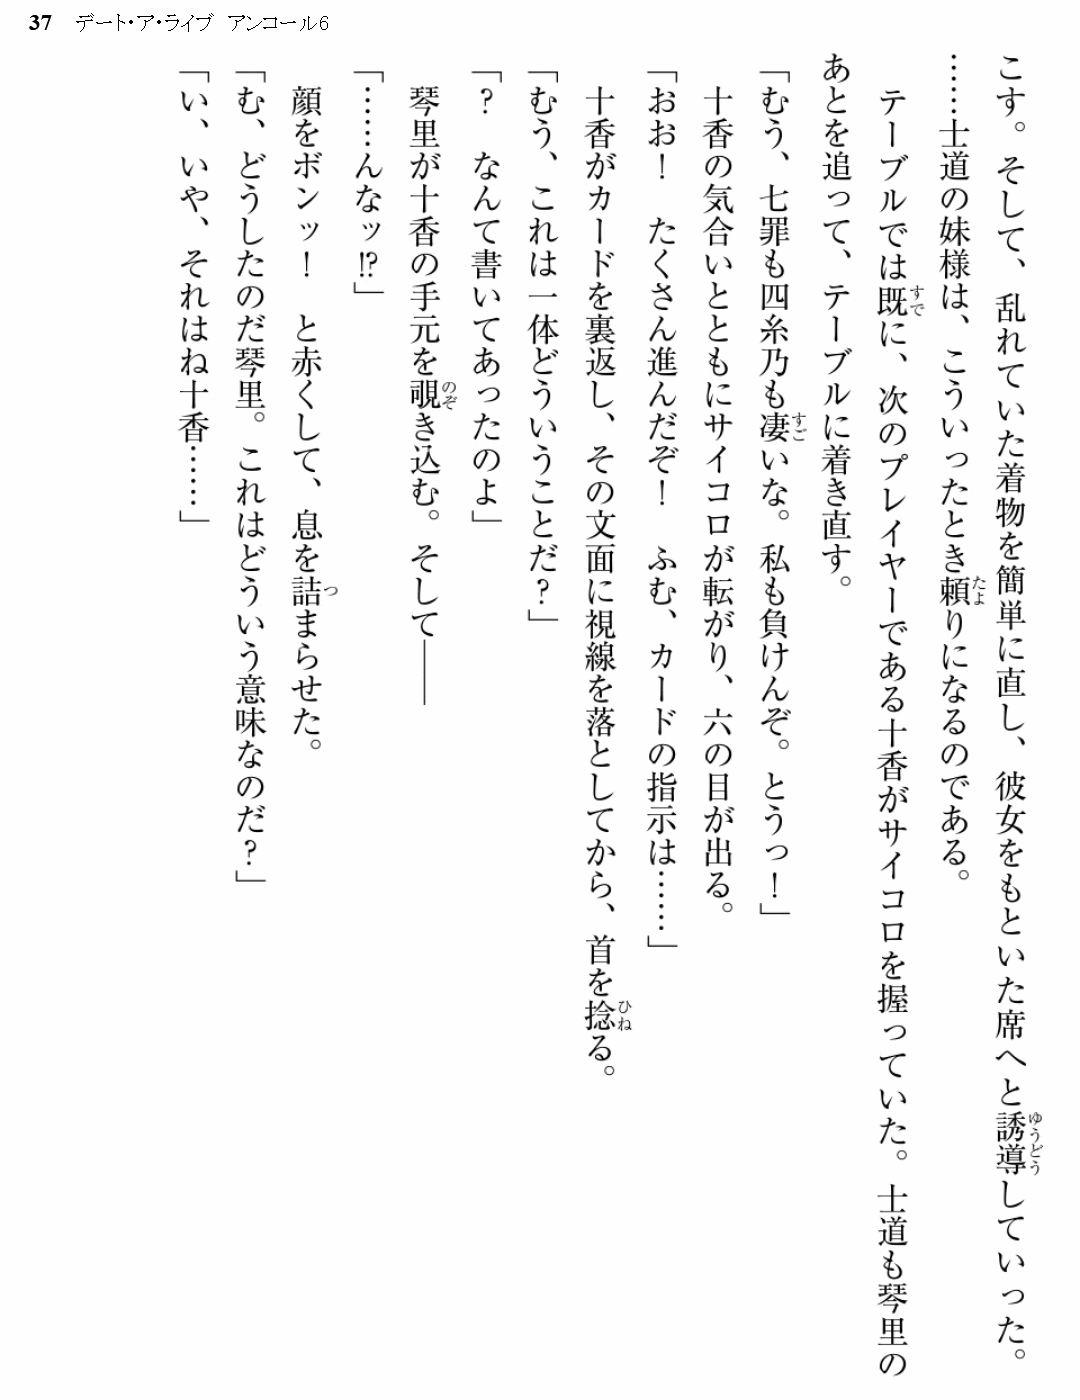 37 デート・ア・ライブ アンコール6
こす。そして、乱れていた着物を簡単に直し、彼女をもといた席へと誘導していった。
……士道の妹様は、こういったとき頼りになるのである。
テーブルでは既に、次のプレイヤーである十香がサイコロを握っていた。士道も琴里の
あとを追って、テーブルに着き直す。
「むう、七罪も四糸乃も凄いな。私も負けんぞ。とうっ！」
十香の気合いとともにサイコロが転がり、六の目が出る。
「おお！　たくさん進んだぞ！　ふむ、カードの指示は……」
十香がカードを裏返し、その文面に視線を落としてから、首を捻る。
「むう、これは一体どういうことだ？」
「？　なんて書いてあったのよ」
琴里が十香の手元を覗き込む。そして――
「……んなッ!?」
顔をボンッ！　と赤くして、息を詰まらせた。
「む、どうしたのだ琴里。これはどういう意味なのだ？」
「い、いや、それはね十香……」